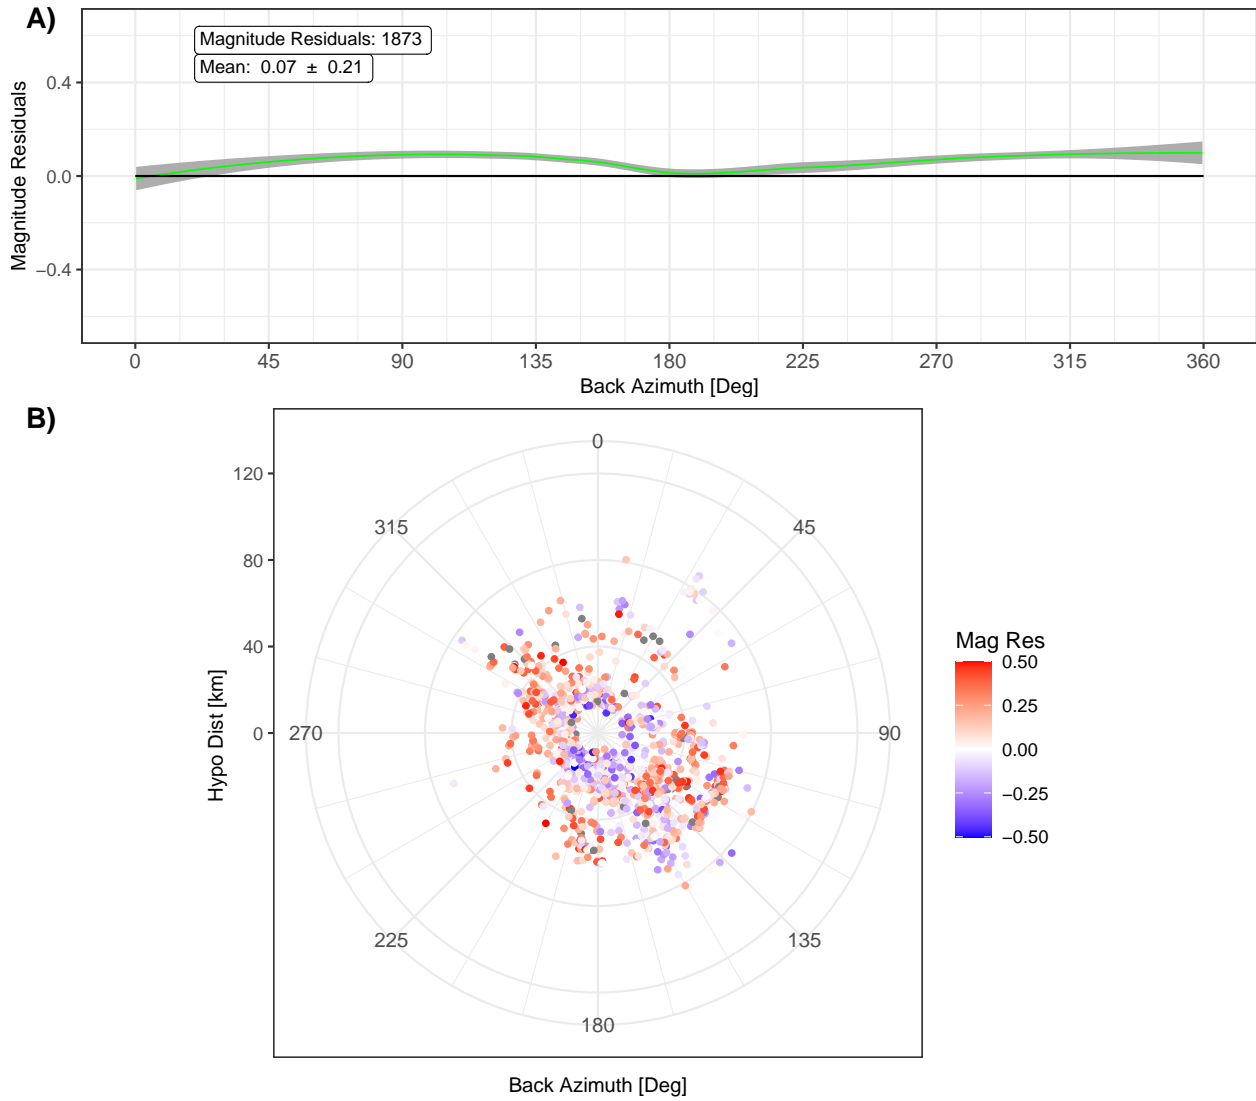 A)
Magnitude Residuals: 1873
Mean:  0.07  ±  0.21
Magnitude Residuals
0.4
0.0
−0.4
0 45 90 135 180 225 270 315 360
Back Azimuth [Deg]
B)
Hypo Dist [km]
120
80
40
0
0
45
90
135
180
225
270
315
Back Azimuth [Deg]
Mag Res
0.50
0.25
0.00
−0.25
−0.50